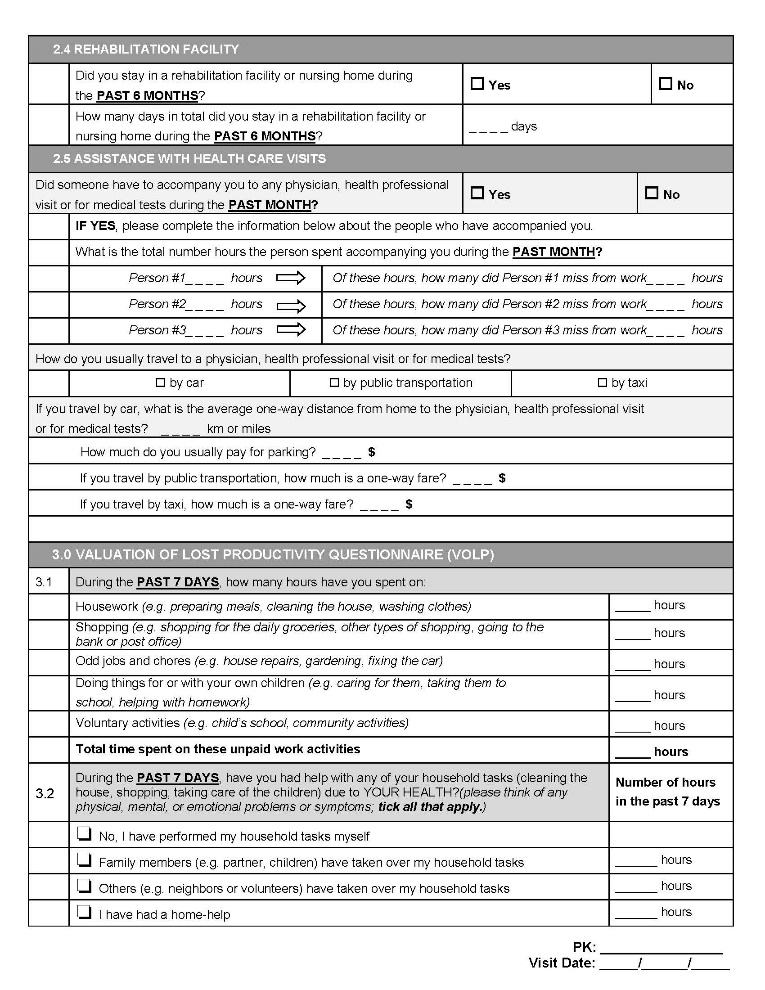 2.4 REHABILITATION FACILITY
Did you stay in a rehabilitation facility or nursing home during
the PAST 6 MONTHS?
☐ Yes
☐ No
How many days in total did you stay in a rehabilitation facility or
nursing home during the PAST 6 MONTHS?
_ _ _ _ days
2.5 ASSISTANCE WITH HEALTH CARE VISITS
Did someone have to accompany you to any physician, health professional
visit or for medical tests during the PAST MONTH?
☐ Yes
☐ No
IF YES, please complete the information below about the people who have accompanied you.
What is the total number hours the person spent accompanying you during the PAST MONTH?
Person #1_ _ _ _ hours ⇨ Of these hours, how many did Person #1 miss from work_ _ _ _ hours
Person #2_ _ _ _ hours ⇨ Of these hours, how many did Person #2 miss from work_ _ _ _ hours
Person #3_ _ _ _ hours ⇨ Of these hours, how many did Person #3 miss from work_ _ _ _ hours
How do you usually travel to a physician, health professional visit or for medical tests?
☐ by car ☐ by public transportation ☐ by taxi
If you travel by car, what is the average one-way distance from home to the physician, health professional visit
or for medical tests? _ _ _ _ km or miles
How much do you usually pay for parking? _ _ _ _ $
If you travel by public transportation, how much is a one-way fare? _ _ _ _ $
If you travel by taxi, how much is a one-way fare? _ _ _ _ $
3.0 VALUATION OF LOST PRODUCTIVITY QUESTIONNAIRE (VOLP)
3.1 During the PAST 7 DAYS, how many hours have you spent on:
Housework (e.g. preparing meals, cleaning the house, washing clothes) _____ hours
Shopping (e.g. shopping for the daily groceries, other types of shopping, going to the
bank or post office)
_____ hours
Odd jobs and chores (e.g. house repairs, gardening, fixing the car) _____ hours
Doing things for or with your own children (e.g. caring for them, taking them to
school, helping with homework)
_____ hours
Voluntary activities (e.g. child's school, community activities) _____ hours
Total time spent on these unpaid work activities _____ hours
3.2
During the PAST 7 DAYS, have you had help with any of your household tasks (cleaning the
house, shopping, taking care of the children) due to YOUR HEALTH?(please think of any
physical, mental, or emotional problems or symptoms; tick all that apply.)
Number of hours
in the past 7 days
❏ No, I have performed my household tasks myself
❏ Family members (e.g. partner, children) have taken over my household tasks ______ hours
❏ Others (e.g. neighbors or volunteers) have taken over my household tasks ______ hours
❏ I have had a home-help ______ hours
PK: _________________
Visit Date: _____/______/_____